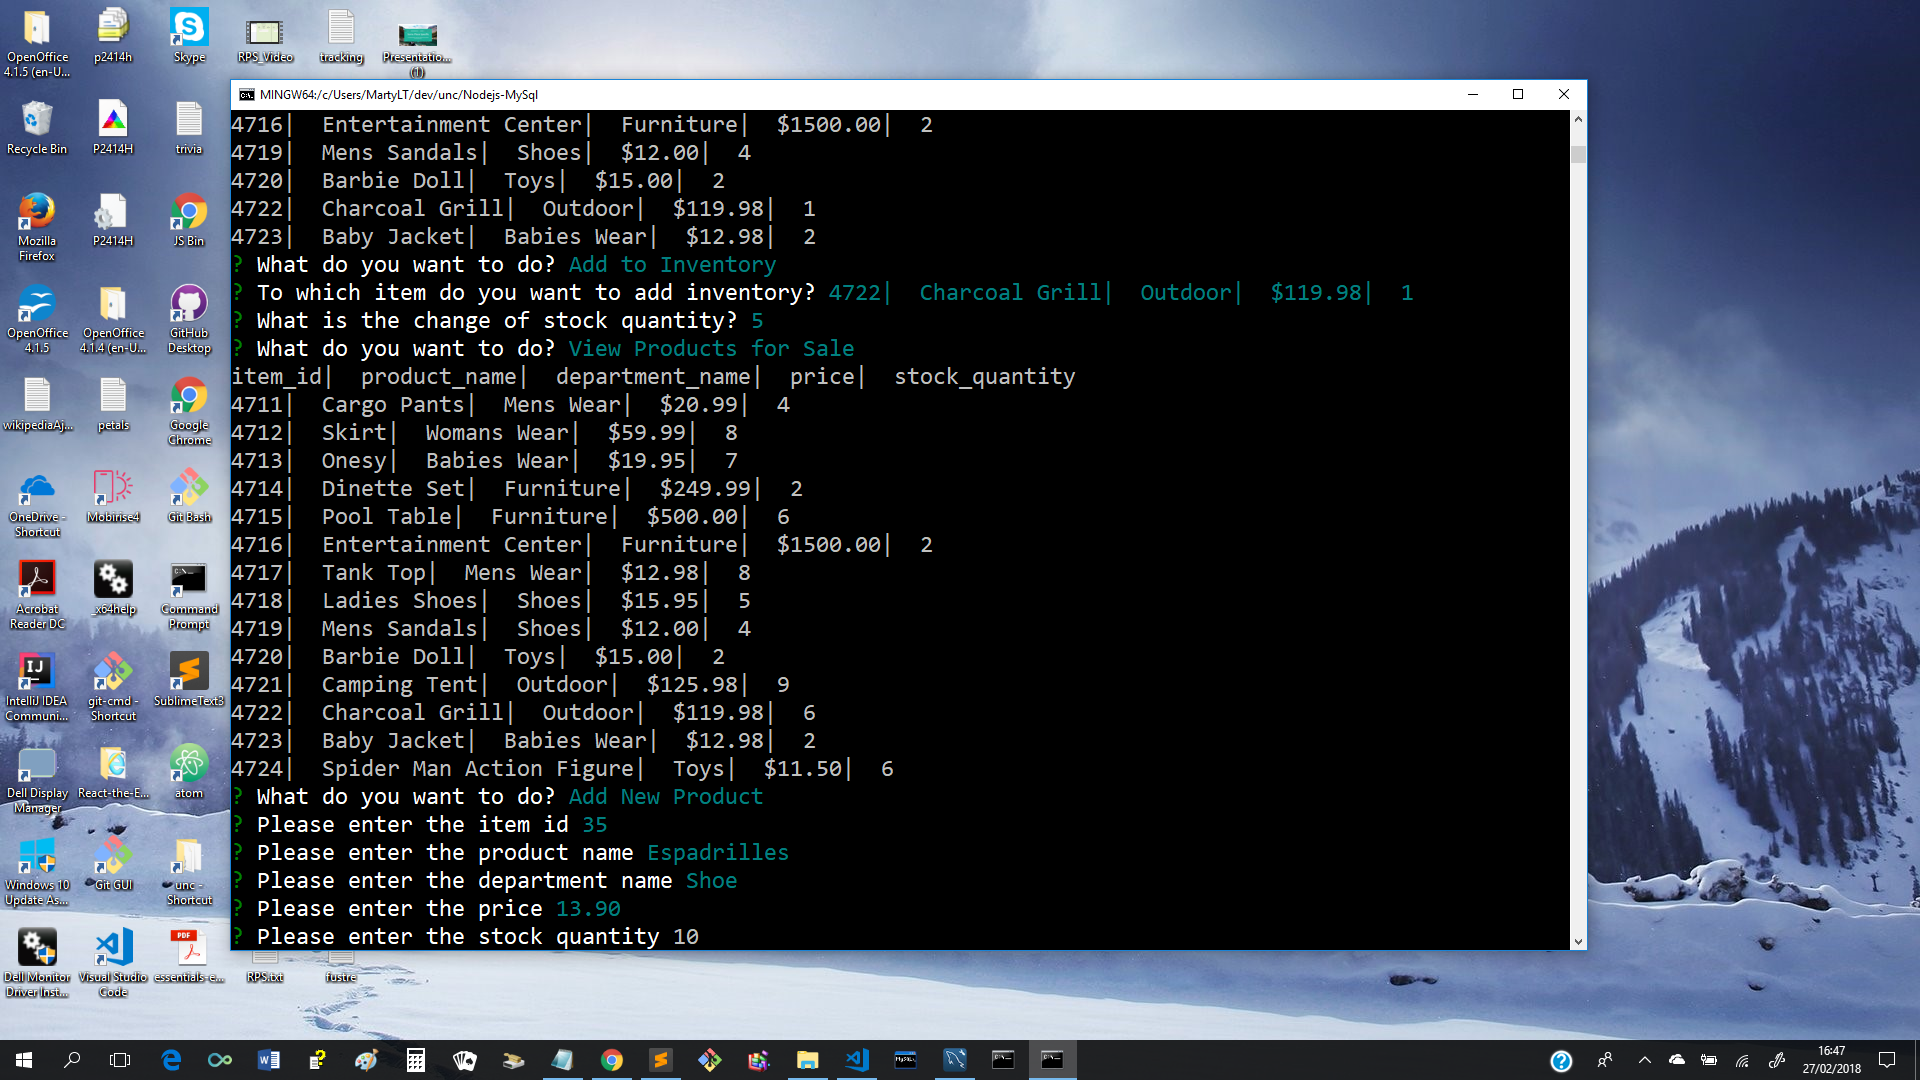 OpenOffice 4.1.5 (en-U...
p2414h
Skype
RPS_Video
tracking
Presentatio... (1)
Recycle Bin
P2414H
trivia
Mozilla Firefox
P2414H
JS Bin
OpenOffice 4.1.5
OpenOffice 4.1.4 (en-U...
GitHub Desktop
wikipediaAj...
petals
Google Chrome
OneDrive - Shortcut
Mobirise4
Git Bash
Acrobat Reader DC
_x64help
Command Prompt
IntelliJ IDEA Communi...
git-cmd - Shortcut
SublimeText3
Dell Display Manager
React-the-E...
atom
Windows 10 Update As...
Git GUI
unc - Shortcut
Dell Monitor Driver Inst...
Visual Studio Code
essentials-e...
RPS.txt
fustre
MINGW64:/c/Users/MartyLT/dev/unc/Nodejs-MySql
4716|  Entertainment Center|  Furniture|  $1500.00|  2
4719|  Mens Sandals|  Shoes|  $12.00|  4
4720|  Barbie Doll|  Toys|  $15.00|  2
4722|  Charcoal Grill|  Outdoor|  $119.98|  1
4723|  Baby Jacket|  Babies Wear|  $12.98|  2
? What do you want to do? Add to Inventory
? To which item do you want to add inventory? 4722|  Charcoal Grill|  Outdoor|  $119.98|  1
? What is the change of stock quantity? 5
? What do you want to do? View Products for Sale
item_id|  product_name|  department_name|  price|  stock_quantity
4711|  Cargo Pants|  Mens Wear|  $20.99|  4
4712|  Skirt|  Womans Wear|  $59.99|  8
4713|  Onesy|  Babies Wear|  $19.95|  7
4714|  Dinette Set|  Furniture|  $249.99|  2
4715|  Pool Table|  Furniture|  $500.00|  6
4716|  Entertainment Center|  Furniture|  $1500.00|  2
4717|  Tank Top|  Mens Wear|  $12.98|  8
4718|  Ladies Shoes|  Shoes|  $15.95|  5
4719|  Mens Sandals|  Shoes|  $12.00|  4
4720|  Barbie Doll|  Toys|  $15.00|  2
4721|  Camping Tent|  Outdoor|  $125.98|  9
4722|  Charcoal Grill|  Outdoor|  $119.98|  6
4723|  Baby Jacket|  Babies Wear|  $12.98|  2
4724|  Spider Man Action Figure|  Toys|  $11.50|  6
? What do you want to do? Add New Product
? Please enter the item id 35
? Please enter the product name Espadrilles
? Please enter the department name Shoe
? Please enter the price 13.90
? Please enter the stock quantity 10
16:47
27/02/2018